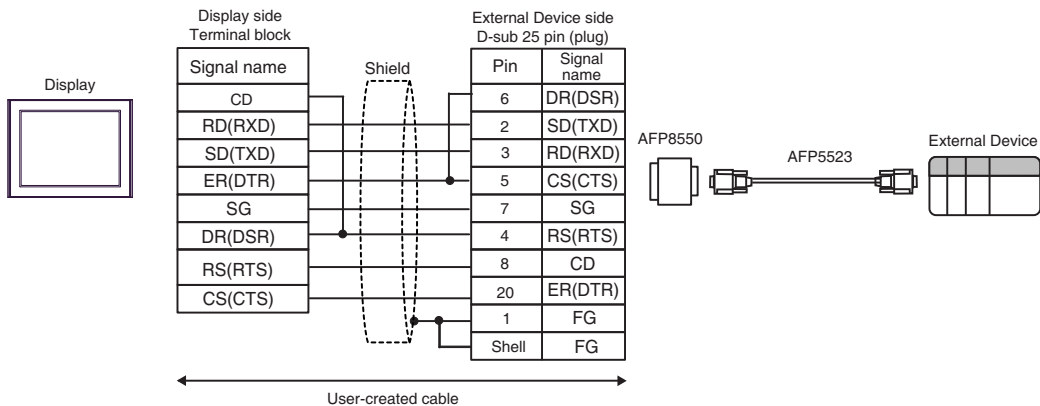 Display side
Terminal block
External Device side
D-sub 25 pin (plug)
Signal name
Shield
Pin
Signal
name
Display
CD
6
DR(DSR)
RD(RXD)
2
SD(TXD)
SD(TXD)
3
RD(RXD)
ER(DTR)
5
CS(CTS)
SG
7
SG
DR(DSR)
4
RS(RTS)
RS(RTS)
8
CD
CS(CTS)
20
ER(DTR)
1
FG
Shell
FG
AFP8550
AFP5523
External Device
User-created cable